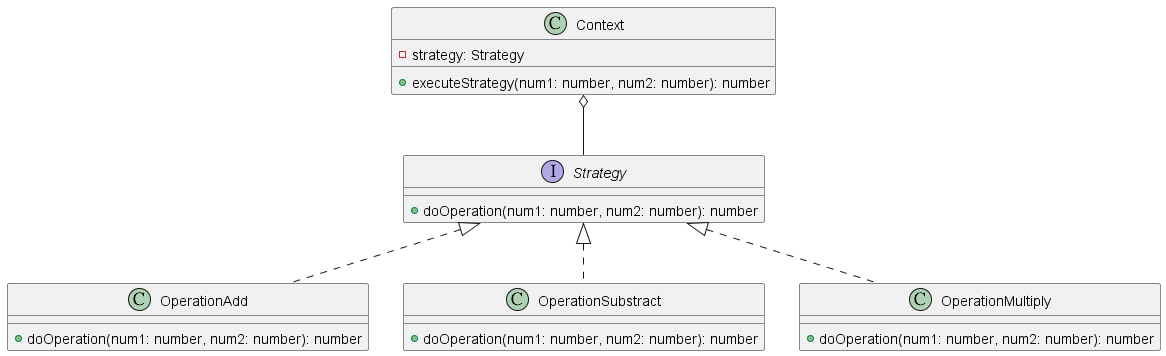 C Context
strategy: Strategy
executeStrategy(num1: number, num2: number): number
I Strategy
doOperation(num1: number, num2: number): number
C OperationAdd
doOperation(num1: number, num2: number): number
C OperationSubstract
doOperation(num1: number, num2: number): number
C OperationMultiply
doOperation(num1: number, num2: number): number